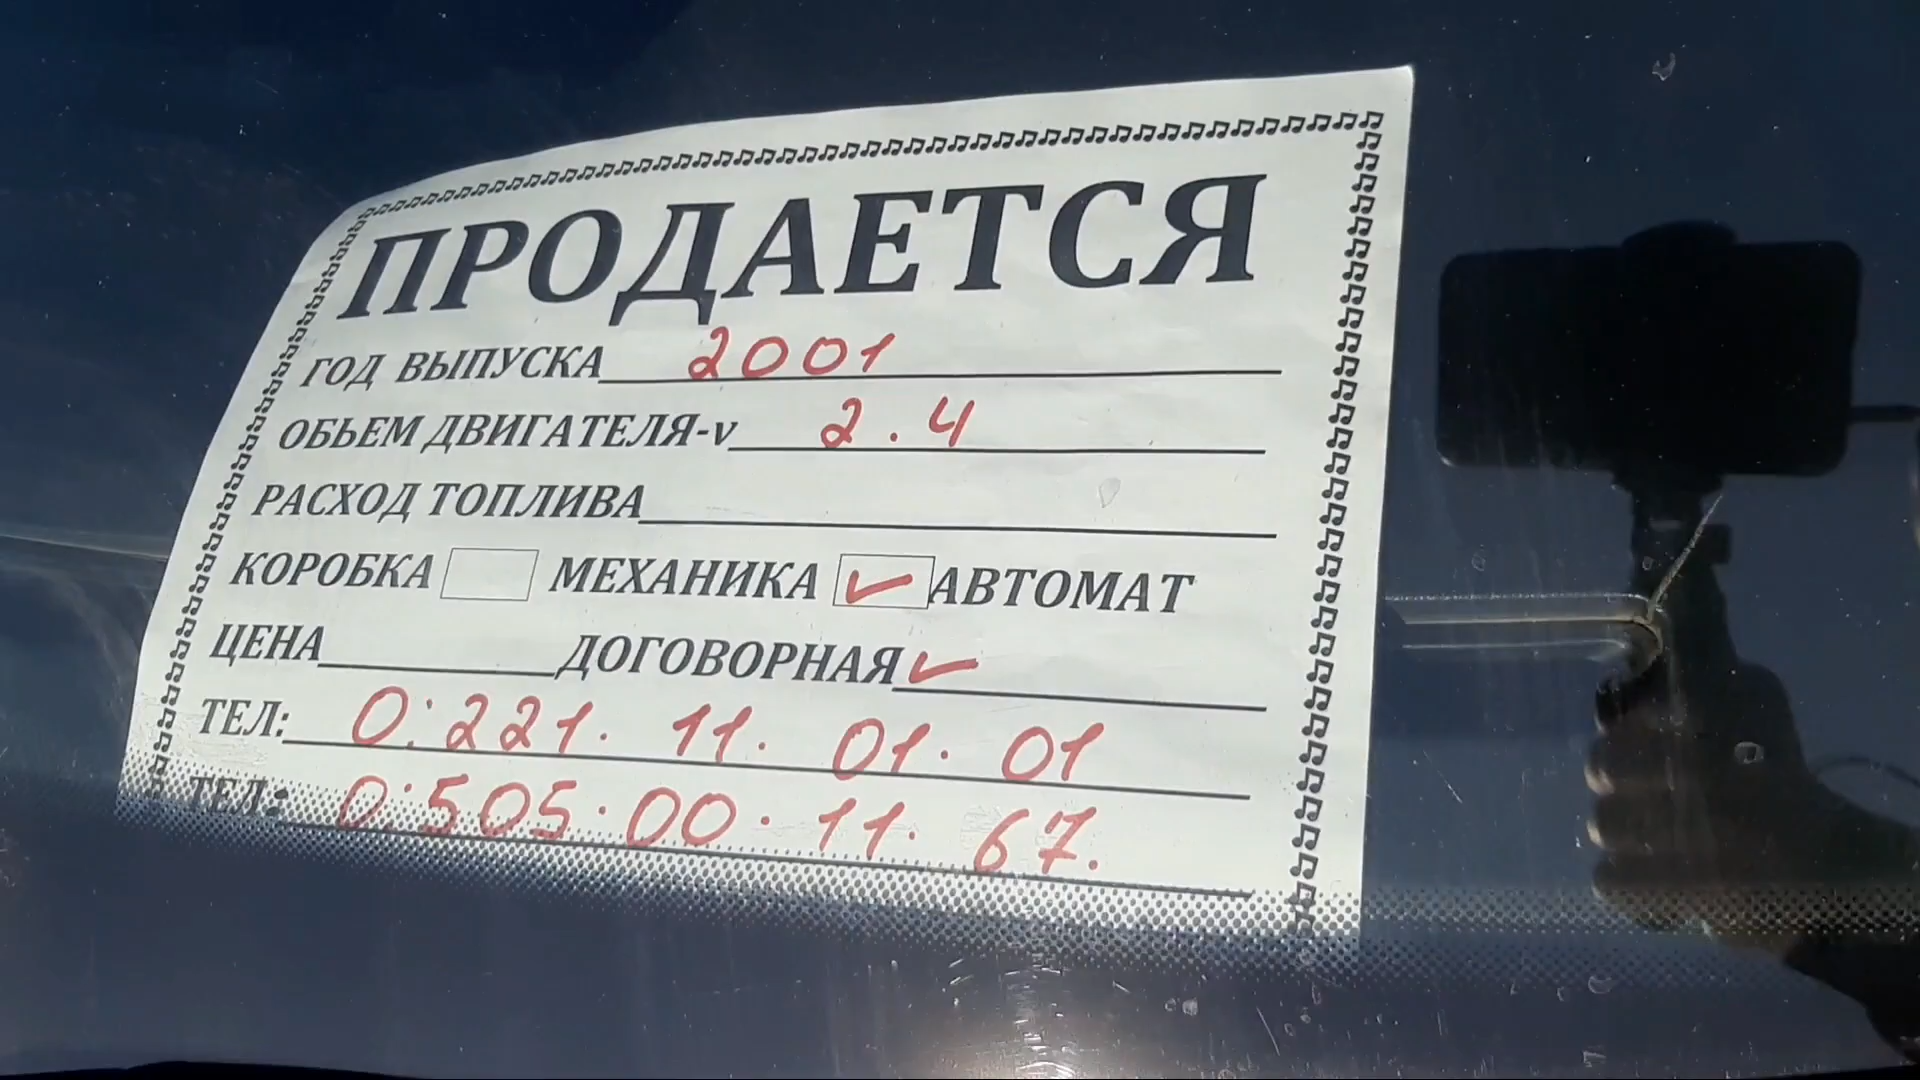 ПРОДАЕТСЯ
ГОД ВЫПУСКА 2001
ОБЬЕМ ДВИГАТЕЛЯ-v 2.4
РАСХОД ТОПЛИВА
КОРОБКА МЕХАНИКА ✓ АВТОМАТ
ЦЕНА ДОГОВОРНАЯ ✓
ТЕЛ: 0:221. 11. 01. 01
ТЕЛ: 0:505.00.11.67.